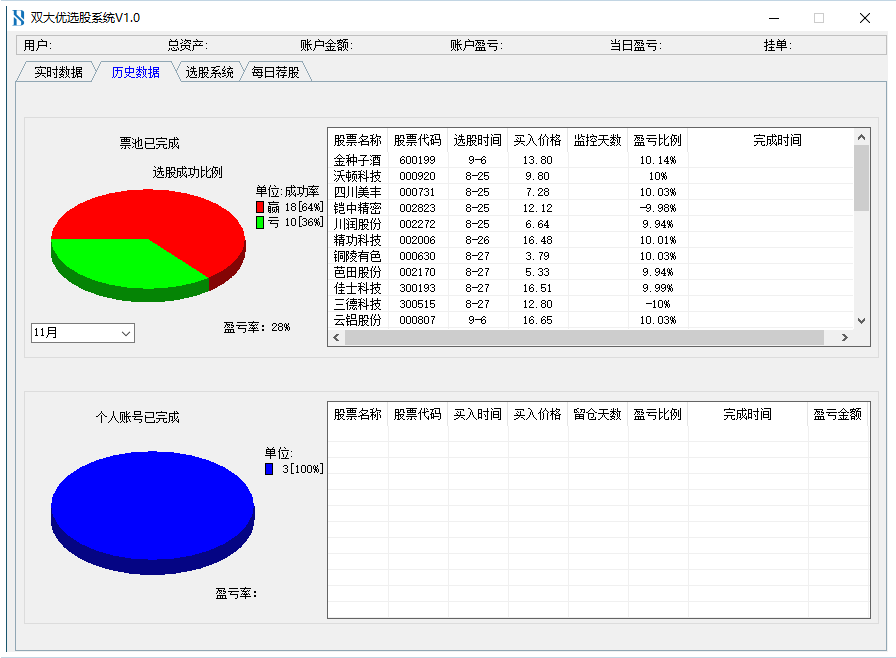 双大优选股系统V1.0
用户: 总资产: 账户金额: 账户盈亏: 当日盈亏: 挂单:
实时数据 历史数据 选股系统 每日荐股
票池已完成
选股成功比例
单位:成功率
赢 18[64%]
亏 10[36%]
11月
盈亏率: 28%
股票名称 股票代码 选股时间 买入价格 监控天数 盈亏比例 完成时间
金种子酒 600199 9-6 13.80 10.14%
沃顿科技 000920 8-25 9.80 10%
四川美丰 000731 8-25 7.28 10.03%
铠中精密 002823 8-25 12.12 -9.98%
川润股份 002272 8-25 6.64 9.94%
精功科技 002006 8-26 16.48 10.01%
铜陵有色 000630 8-27 3.79 10.03%
芭田股份 002170 8-27 5.33 9.94%
佳士科技 300193 8-27 16.51 9.99%
三德科技 300515 8-27 12.80 -10%
云铝股份 000807 9-6 16.65 10.03%
个人账号已完成
单位:
3[100%]
盈亏率:
股票名称 股票代码 买入时间 买入价格 留仓天数 盈亏比例 完成时间 盈亏金额